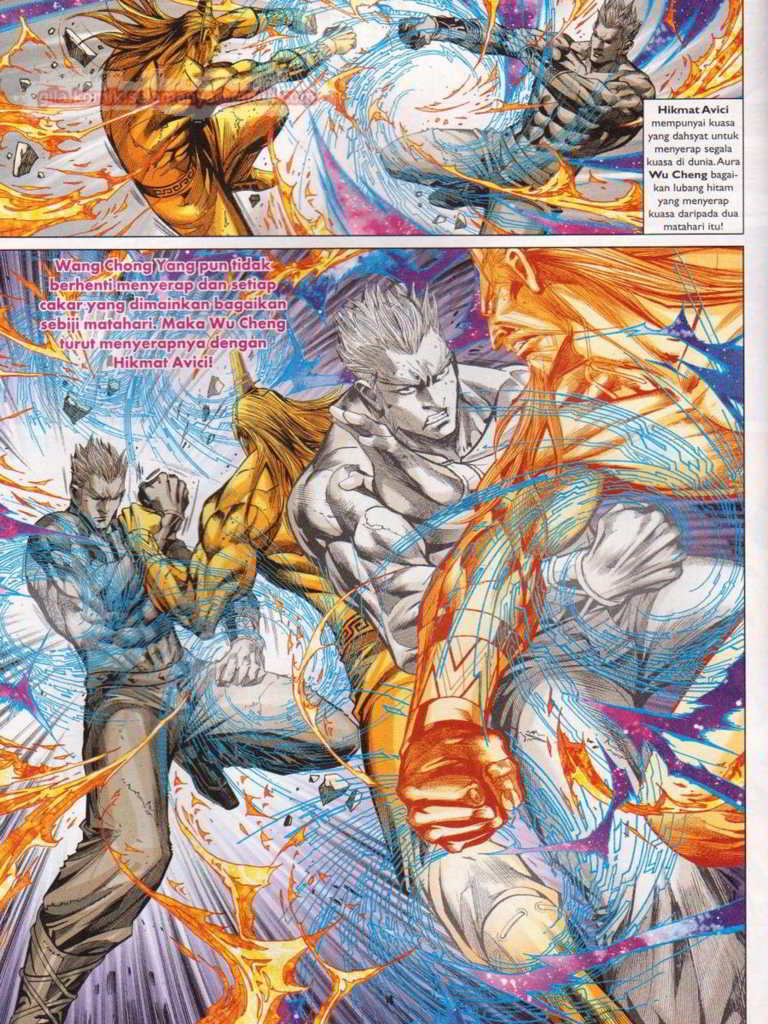 Hikmat Avici
mempunyai kuasa
yang dahsyat untuk
menyerap segala
kuasa di dunia. Aura
Wu Cheng bagai-
kan lubang hitam
yang menyerap
kuasa daripada dua
matahari itu!
Wang Chong Yang pun tidak
berhenti menyerap dan setiap
cakar yang dimainkan bagaikan
sebiji matahari. Maka Wu Cheng
turut menyerapnya dengan
Hikmat Avici!